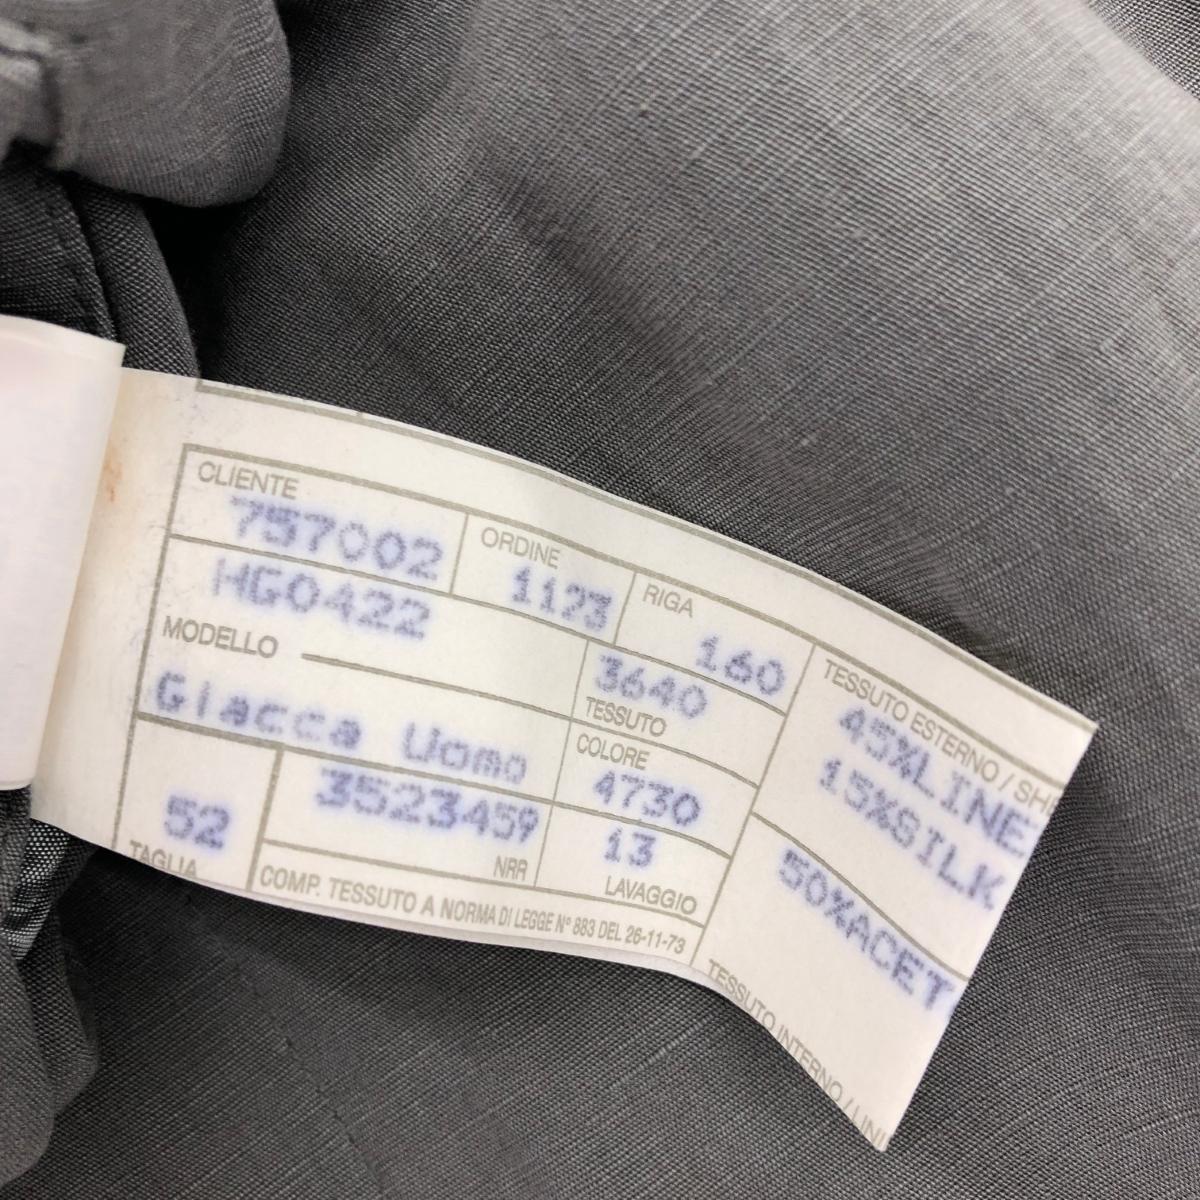 CLIENTE
757002
ORDINE
1123
RIGA
160
HG0422
MODELLO
3640
TESSUTO
Giacca Uomo
COLORE
4730
52
TAGLIA
3523459
NRR
13
LAVAGGIO
COMP. TESSUTO A NORMA DI LEGGE N° 883 DEL 26-11-73
TESSUTO ESTERNO / SHE
45%LINE
15%SILK
50%ACET
TESSUTO INTERNO / LINI